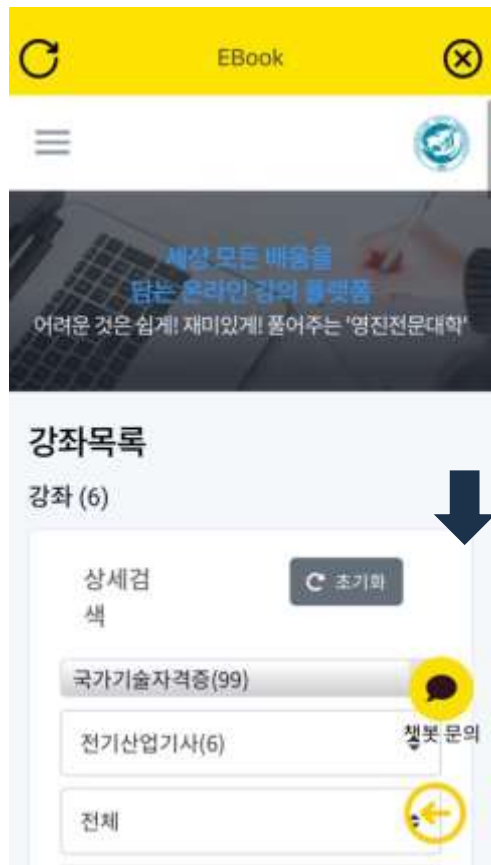 EBook
세상 모든 배움을
담는 온라인 강의 플랫폼
어려운 것은 쉽게! 재미있게! 풀어주는 '영진전문대학'
강좌목록
강좌 (6)
상세검
색
초기화
국가기술자격증(99)
전기산업기사(6)
챗봇 문의
전체